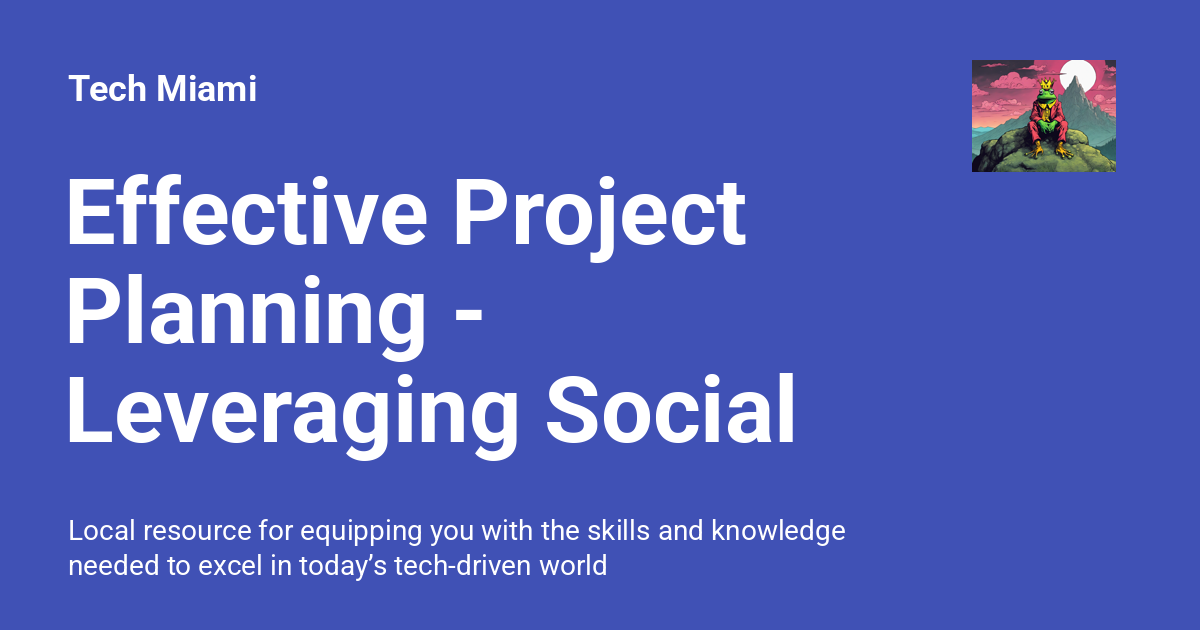 Tech Miami
Effective Project
Planning -
Leveraging Social
Local resource for equipping you with the skills and knowledge
needed to excel in today’s tech-driven world